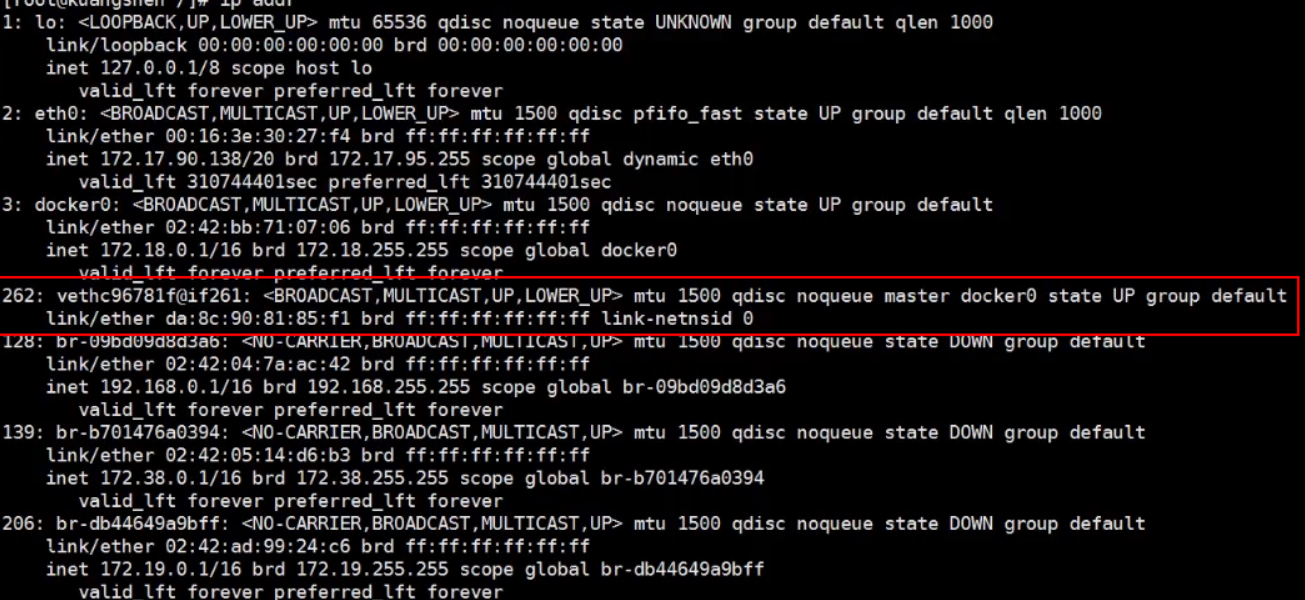 [root@kuangshen /]# ip addr
1: lo: <LOOPBACK,UP,LOWER_UP> mtu 65536 qdisc noqueue state UNKNOWN group default qlen 1000
link/loopback 00:00:00:00:00:00 brd 00:00:00:00:00:00
inet 127.0.0.1/8 scope host lo
valid_lft forever preferred_lft forever
2: eth0: <BROADCAST,MULTICAST,UP,LOWER_UP> mtu 1500 qdisc pfifo_fast state UP group default qlen 1000
link/ether 00:16:3e:30:27:f4 brd ff:ff:ff:ff:ff:ff
inet 172.17.90.138/20 brd 172.17.95.255 scope global dynamic eth0
valid_lft 310744401sec preferred_lft 310744401sec
3: docker0: <BROADCAST,MULTICAST,UP,LOWER_UP> mtu 1500 qdisc noqueue state UP group default
link/ether 02:42:bb:71:07:06 brd ff:ff:ff:ff:ff:ff
inet 172.18.0.1/16 brd 172.18.255.255 scope global docker0
valid_lft forever preferred_lft forever
262: vethc96781f@if261: <BROADCAST,MULTICAST,UP,LOWER_UP> mtu 1500 qdisc noqueue master docker0 state UP group default
link/ether da:8c:90:81:85:f1 brd ff:ff:ff:ff:ff:ff link-netnsid 0
128: br-09bd09d8d3a6: <NO-CARRIER,BROADCAST,MULTICAST,UP> mtu 1500 qdisc noqueue state DOWN group default
link/ether 02:42:04:7a:ac:42 brd ff:ff:ff:ff:ff:ff
inet 192.168.0.1/16 brd 192.168.255.255 scope global br-09bd09d8d3a6
valid_lft forever preferred_lft forever
139: br-b701476a0394: <NO-CARRIER,BROADCAST,MULTICAST,UP> mtu 1500 qdisc noqueue state DOWN group default
link/ether 02:42:05:14:d6:b3 brd ff:ff:ff:ff:ff:ff
inet 172.38.0.1/16 brd 172.38.255.255 scope global br-b701476a0394
valid_lft forever preferred_lft forever
206: br-db44649a9bff: <NO-CARRIER,BROADCAST,MULTICAST,UP> mtu 1500 qdisc noqueue state DOWN group default
link/ether 02:42:ad:99:24:c6 brd ff:ff:ff:ff:ff:ff
inet 172.19.0.1/16 brd 172.19.255.255 scope global br-db44649a9bff
valid_lft forever preferred_lft forever